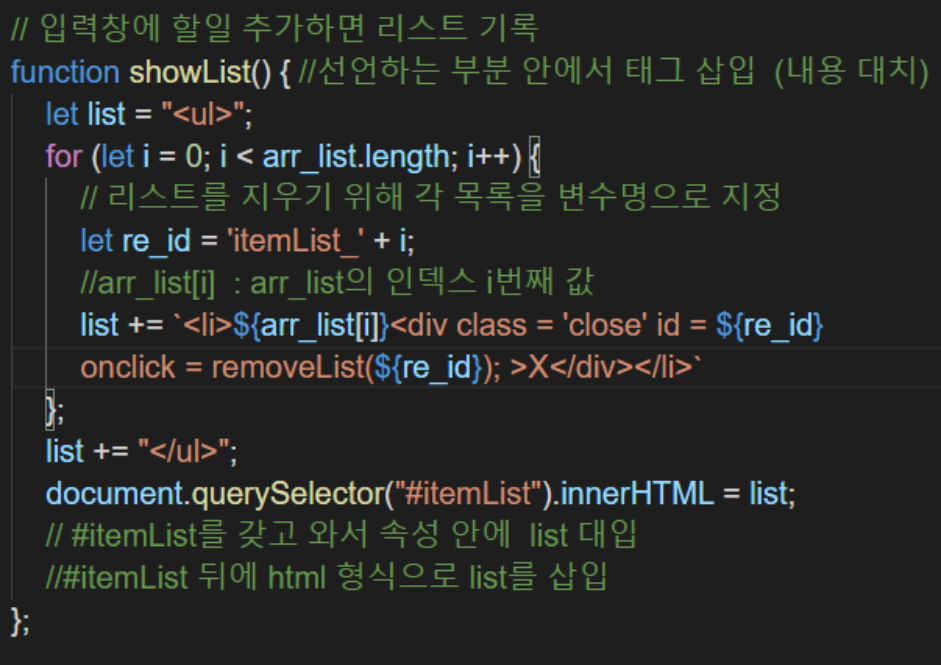 // 입력창에 할일 추가하면 리스트 기록
function showList() { //선언하는 부분 안에서 태그 삽입 (내용 대치)
let list = "<ul>";
for (let i = 0; i < arr_list.length; i++) {
// 리스트를 지우기 위해 각 목록을 변수명으로 지정
let re_id = 'itemList_' + i;
//arr_list[i] : arr_list의 인덱스 i번째 값
list += `<li>${arr_list[i]}<div class = 'close' id = ${re_id}
onclick = removeList(${re_id}); >X</div></li>`
};
list += "</ul>";
document.querySelector("#itemList").innerHTML = list;
// #itemList를 갖고 와서 속성 안에 list 대입
//#itemList 뒤에 html 형식으로 list를 삽입
};